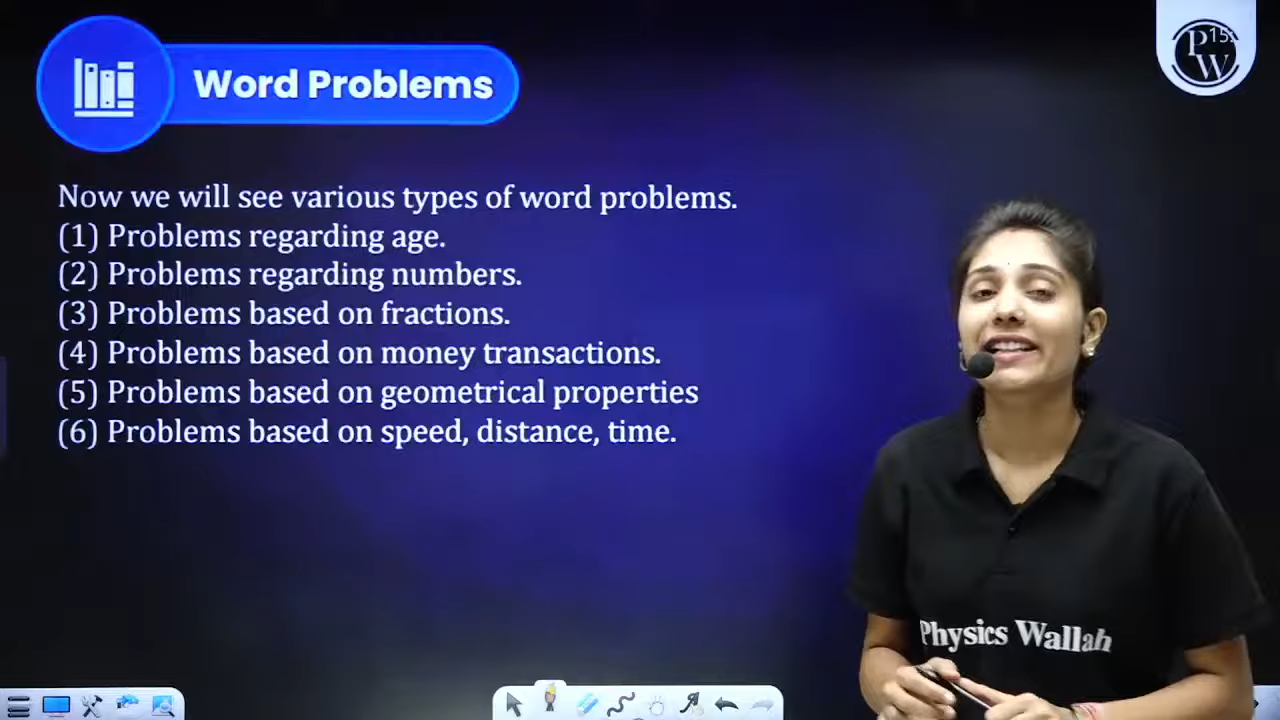 Word Problems
Now we will see various types of word problems.
(1) Problems regarding age.
(2) Problems regarding numbers.
(3) Problems based on fractions.
(4) Problems based on money transactions.
(5) Problems based on geometrical properties
(6) Problems based on speed, distance, time.
P 15
W
Physics Wallah